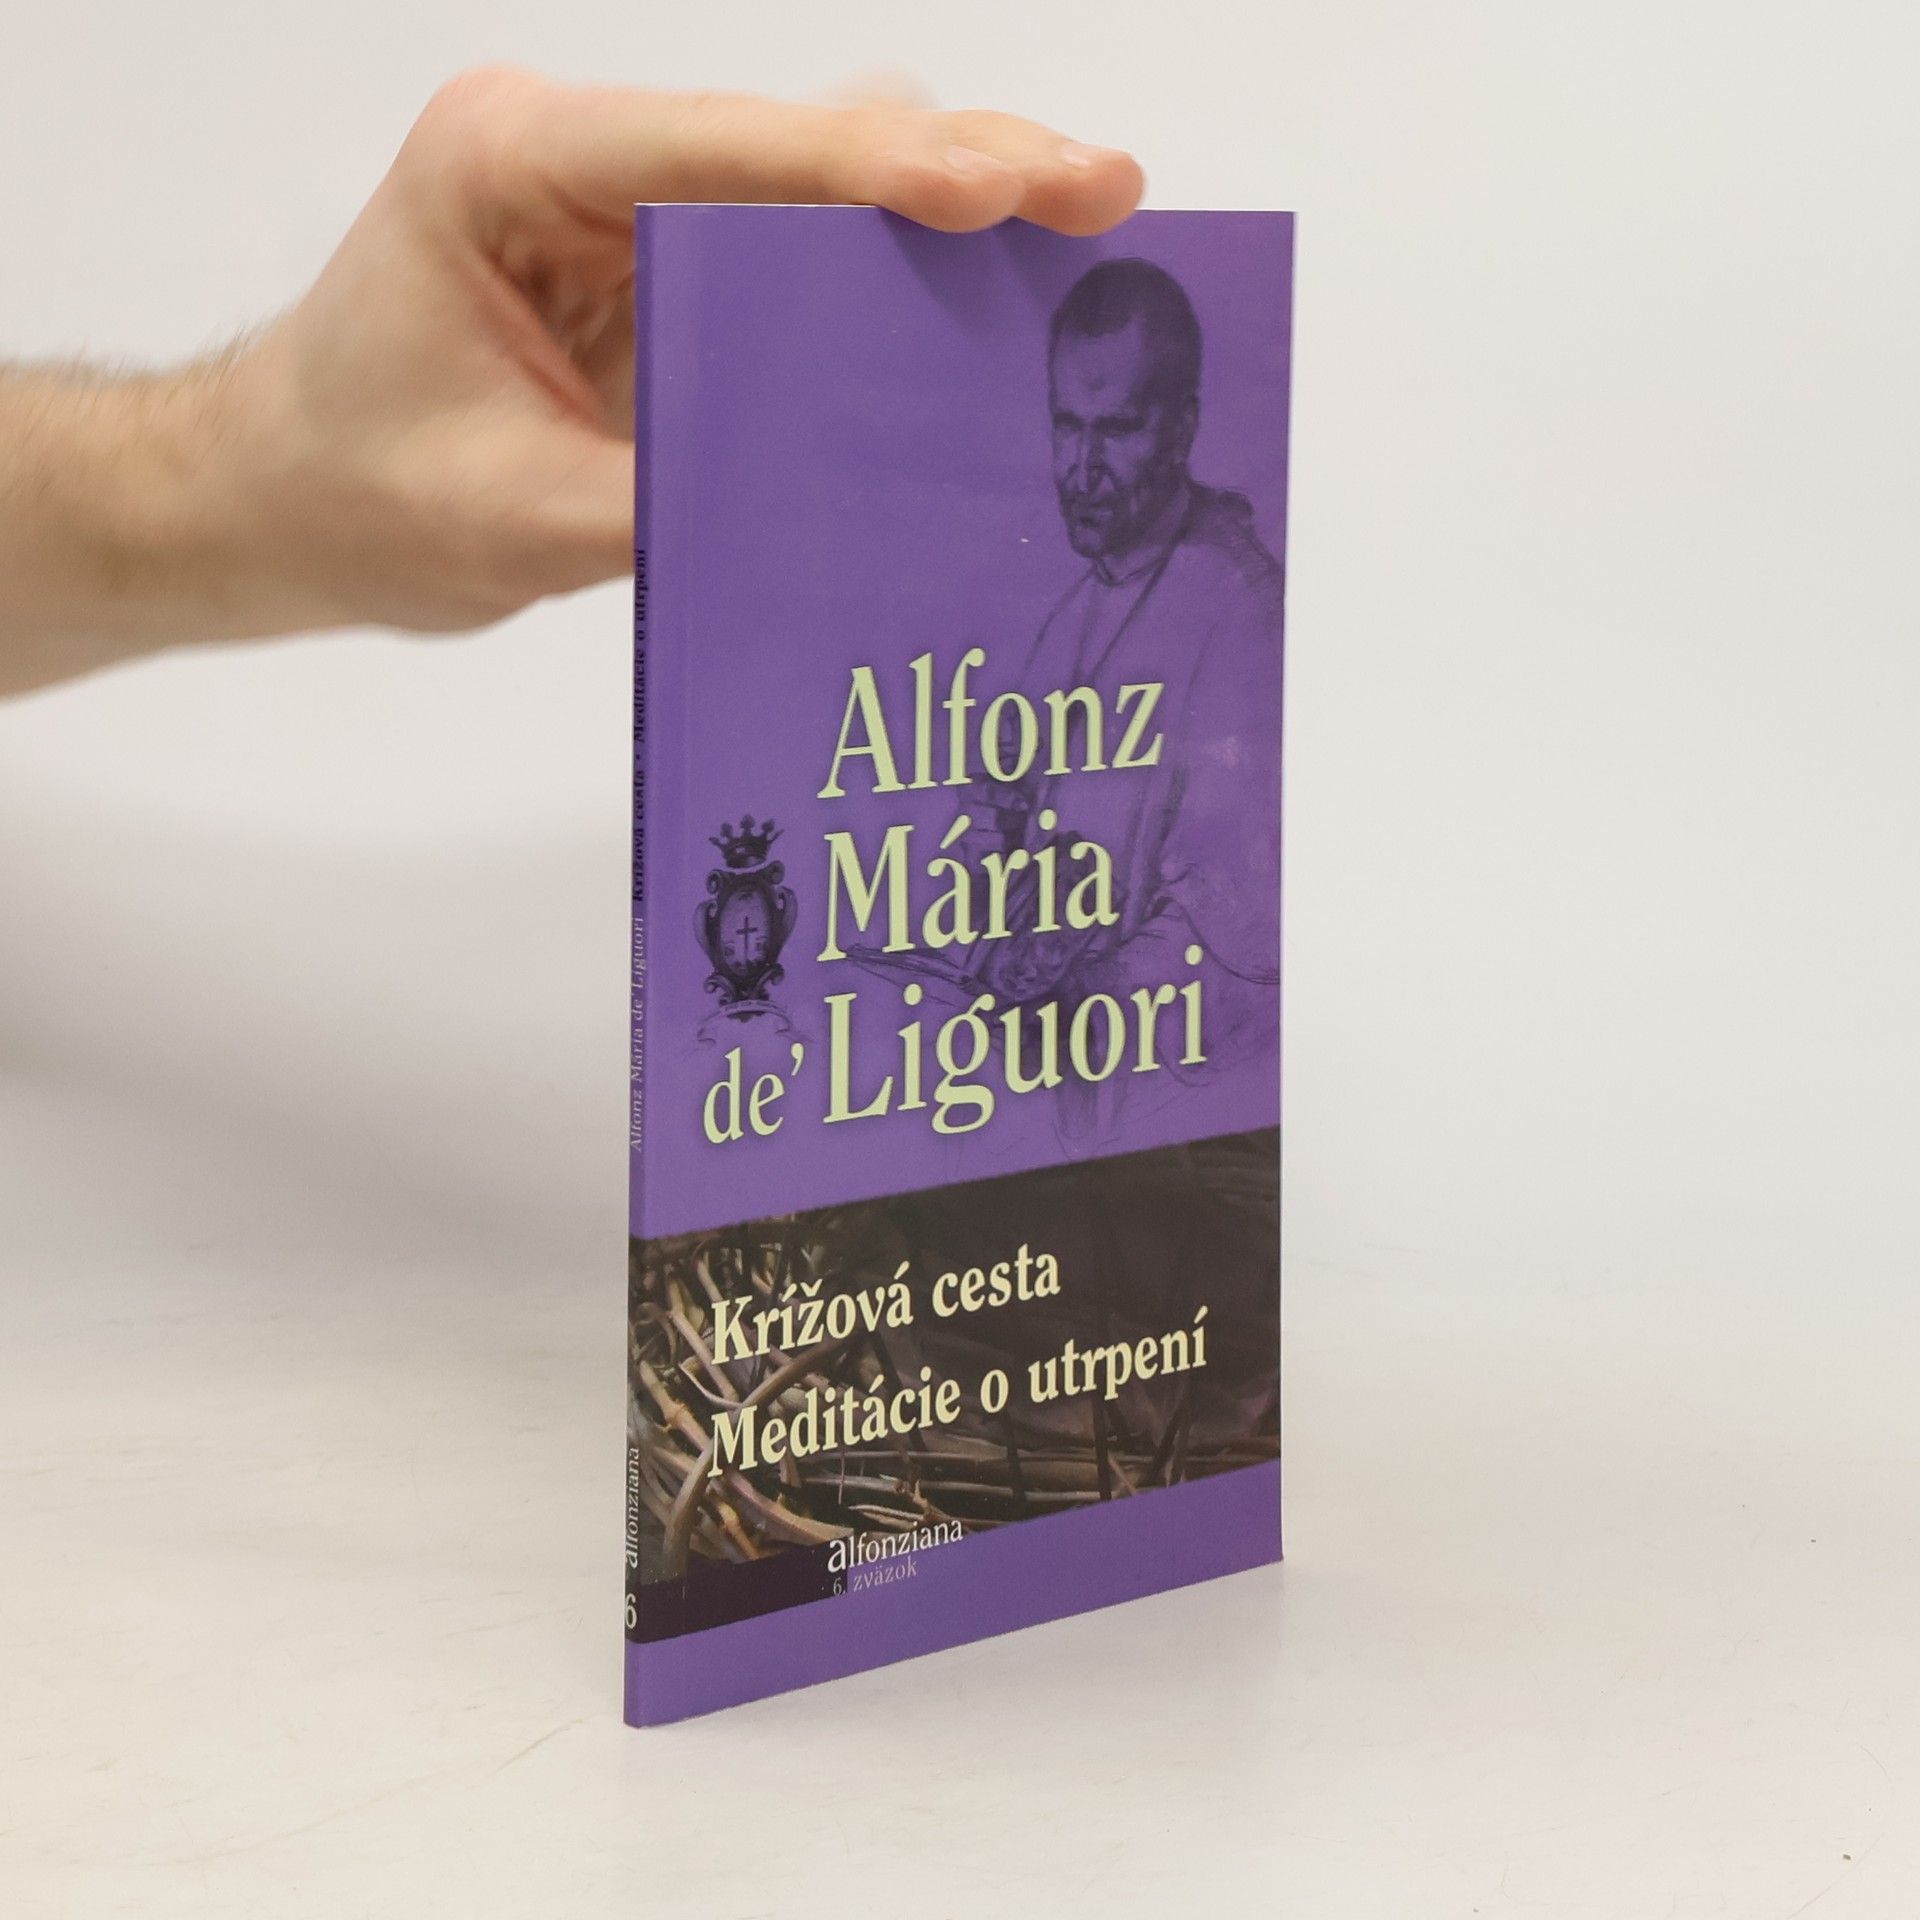 Alfonz
Mária
de' Liguori
Krížová cesta
Meditácie o utrpení
alfonziana
6. zväzok
Alfonz Mária de' Liguori Krížová cesta • Meditácie o utrpení
alfonziana
6